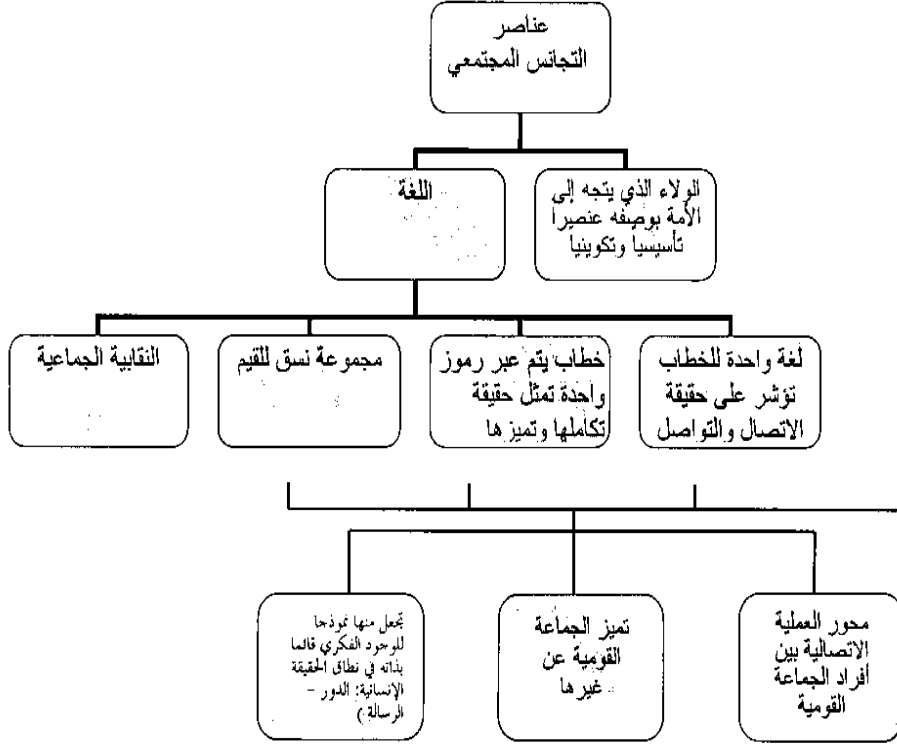 عناصر
التجانس المجتمعي
الولاء الذي يتجه إلى
الأمة بوصفه عنصيرا
تأسيسيا وتكوينيا
اللغة
لغة واحدة للخطاب
تؤشر على حقيقة
الاتصال والتواصل
خطاب يتم عبر رموز
واحدة تمثل حقيقة
تكاملها وتميزها
مجموعة نسق للقيم
النقابية الجماعية
محور العملية
الاتصالية بين
أفراد الجماعة
القومية
تميز الجماعة
القومية عن
غيرها
تجعل منها نموذجا
للوجود الفكري قائما
بذاته في نطاق الحقيقة
الإنسانية: الدور –
الرسالة )